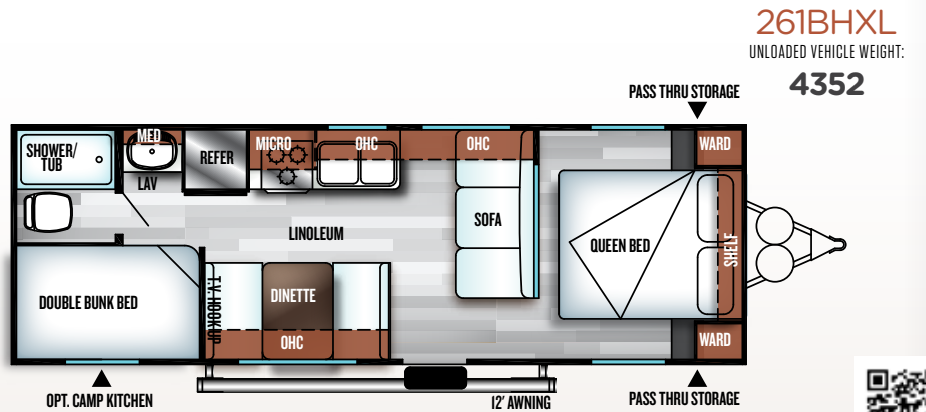 261BHXL
UNLOADED VEHICLE WEIGHT:
4352
PASS THRU STORAGE
SHOWER/
TUB
MED
LAV
REFER
MICRO
OHC
OHC
WARD
SOFA
QUEEN BED
SHELF
LINOLEUM
DOUBLE BUNK BED
T.V. HOOKUP
DINETTE
OHC
WARD
OPT. CAMP KITCHEN
12' AWNING
PASS THRU STORAGE